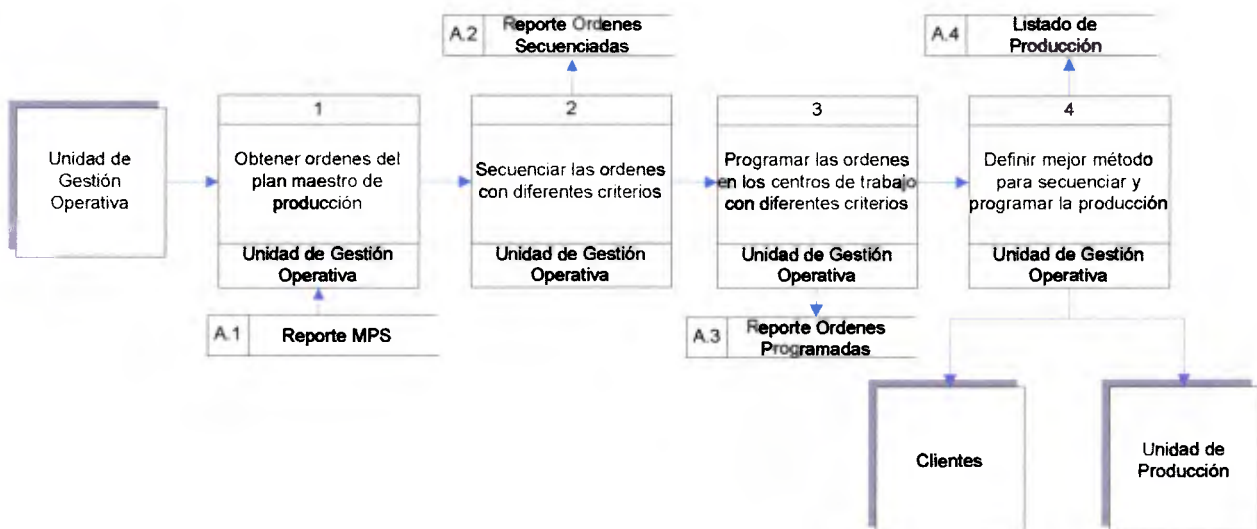 A.2
Reporte Ordenes
Secuenciadas
A.4
Listado de
Producción
Unidad de
Gestión
Operativa
1
Obtener ordenes del
plan maestro de
producción
Unidad de Gestión
Operativa
2
Secuenciar las ordenes
con diferentes criterios
Unidad de Gestión
Operativa
3
Programar las ordenes
en los centros de trabajo
con diferentes criterios
Unidad de Gestión
Operativa
4
Definir mejor método
para secuenciar y
programar la producción
Unidad de Gestión
Operativa
A.1
Reporte MPS
A.3
Reporte Ordenes
Programadas
Clientes
Unidad de
Producción